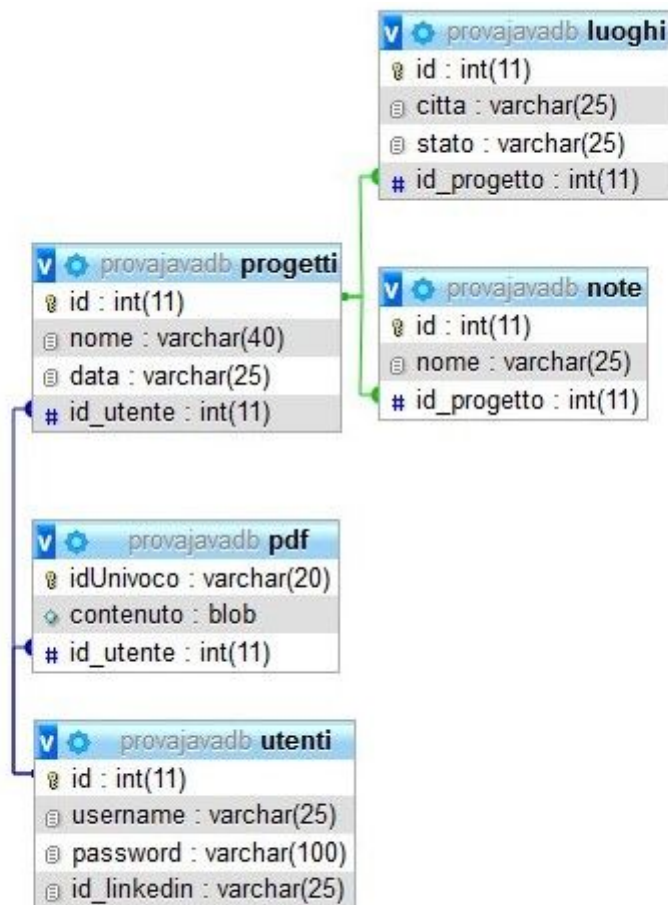 provajavadb luoghi
id : int(11)
citta : varchar(25)
stato : varchar(25)
# id_progetto : int(11)
provajavadb progetti
id : int(11)
nome : varchar(40)
data : varchar(25)
# id_utente : int(11)
provajavadb note
id : int(11)
nome : varchar(25)
# id_progetto : int(11)
provajavadb pdf
idUnivoco : varchar(20)
contenuto : blob
# id_utente : int(11)
provajavadb utenti
id : int(11)
username : varchar(25)
password : varchar(100)
id_linkedin : varchar(25)